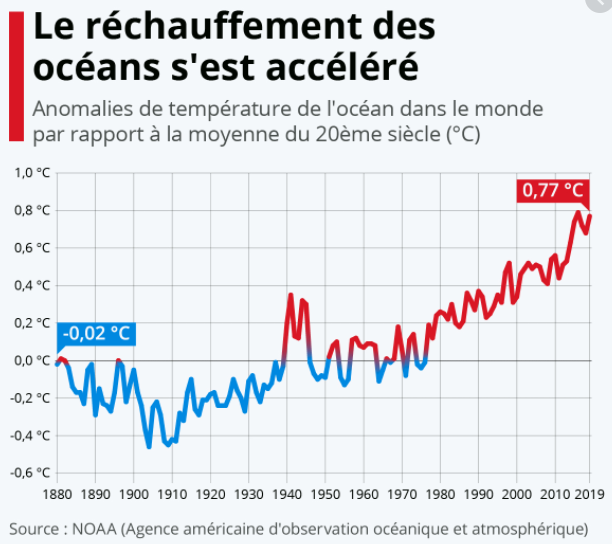 Le réchauffement des
océans s'est accéléré
Anomalies de température de l'océan dans le monde
par rapport à la moyenne du 20ème siècle (°C)
1,0 °C
0,77 °C
0,8 °C
0,6 °C
0,4 °C
0,2 °C
-0,02 °C
0,0 °C
-0,2 °C
-0,4 °C
-0,6 °C
1880 1890 1900 1910 1920 1930 1940 1950 1960 1970 1980 1990 2000 2010 2019
Source : NOAA (Agence américaine d'observation océanique et atmosphérique)